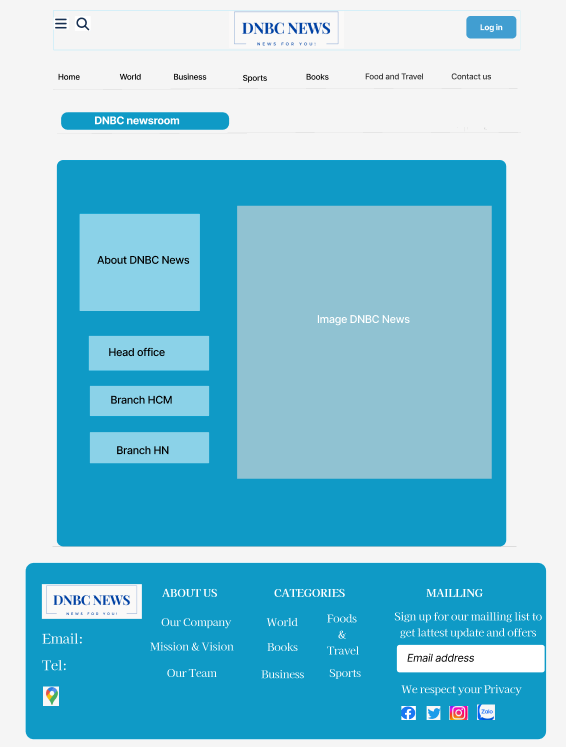 DNBC NEWS
NEWS FOR YOU!
Log in
Home World Business Sports Books Food and Travel Contact us
DNBC newsroom
About DNBC News
Image DNBC News
Head office
Branch HCM
Branch HN
DNBC NEWS
NEWS FOR YOU!
Email:
Tel:
ABOUT US
Our Company
Mission & Vision
Our Team
CATEGORIES
World
Books
Business
Foods
&
Travel
Sports
MAILLING
Sign up for our mailling list to
get lattest update and offers
Email address
We respect your Privacy
Zalo